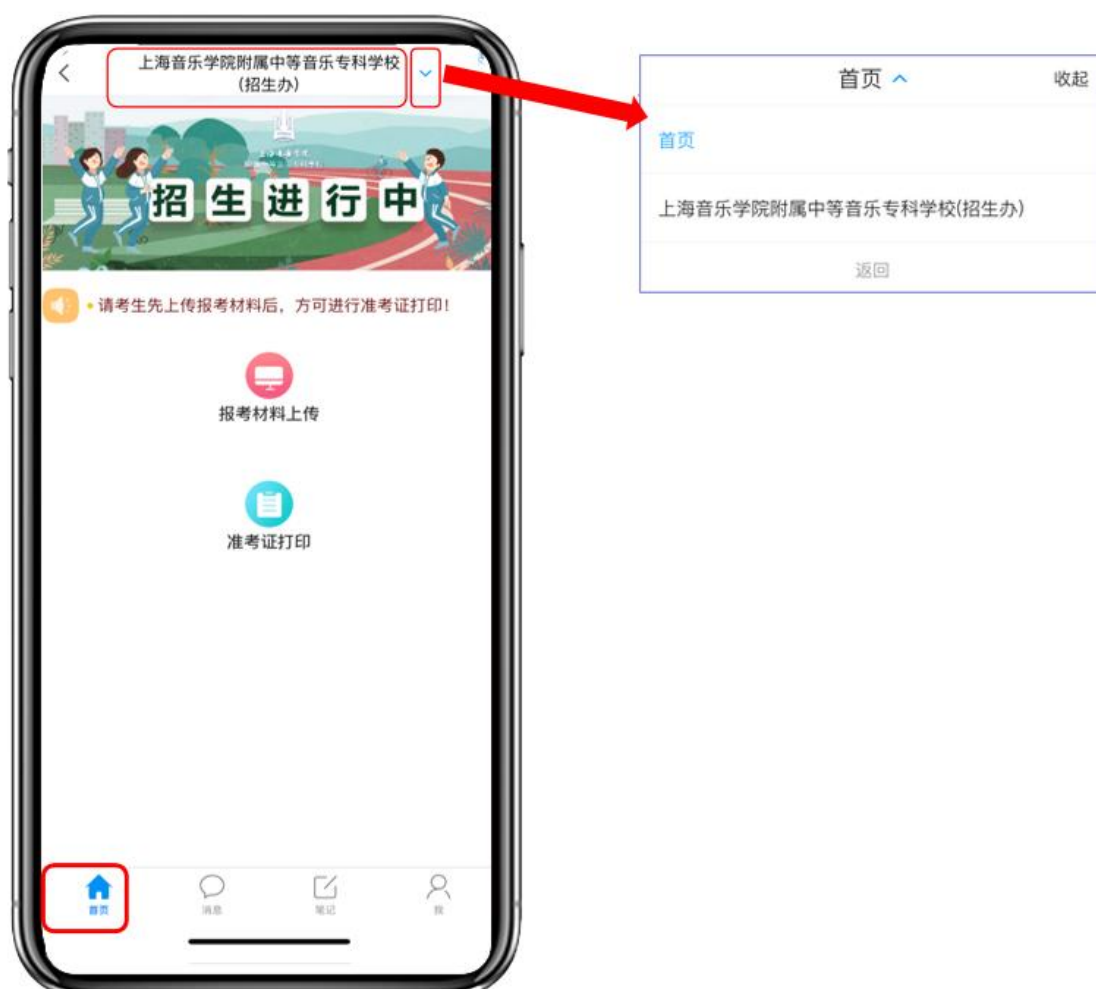 上海音乐学院附属中等音乐专科学校
(招生办)
招生进行中
•请考生先上传报考材料后，方可进行准考证打印！
报考材料上传
准考证打印
首页
消息
笔记
我
首页
收起
首页
上海音乐学院附属中等音乐专科学校(招生办)
返回